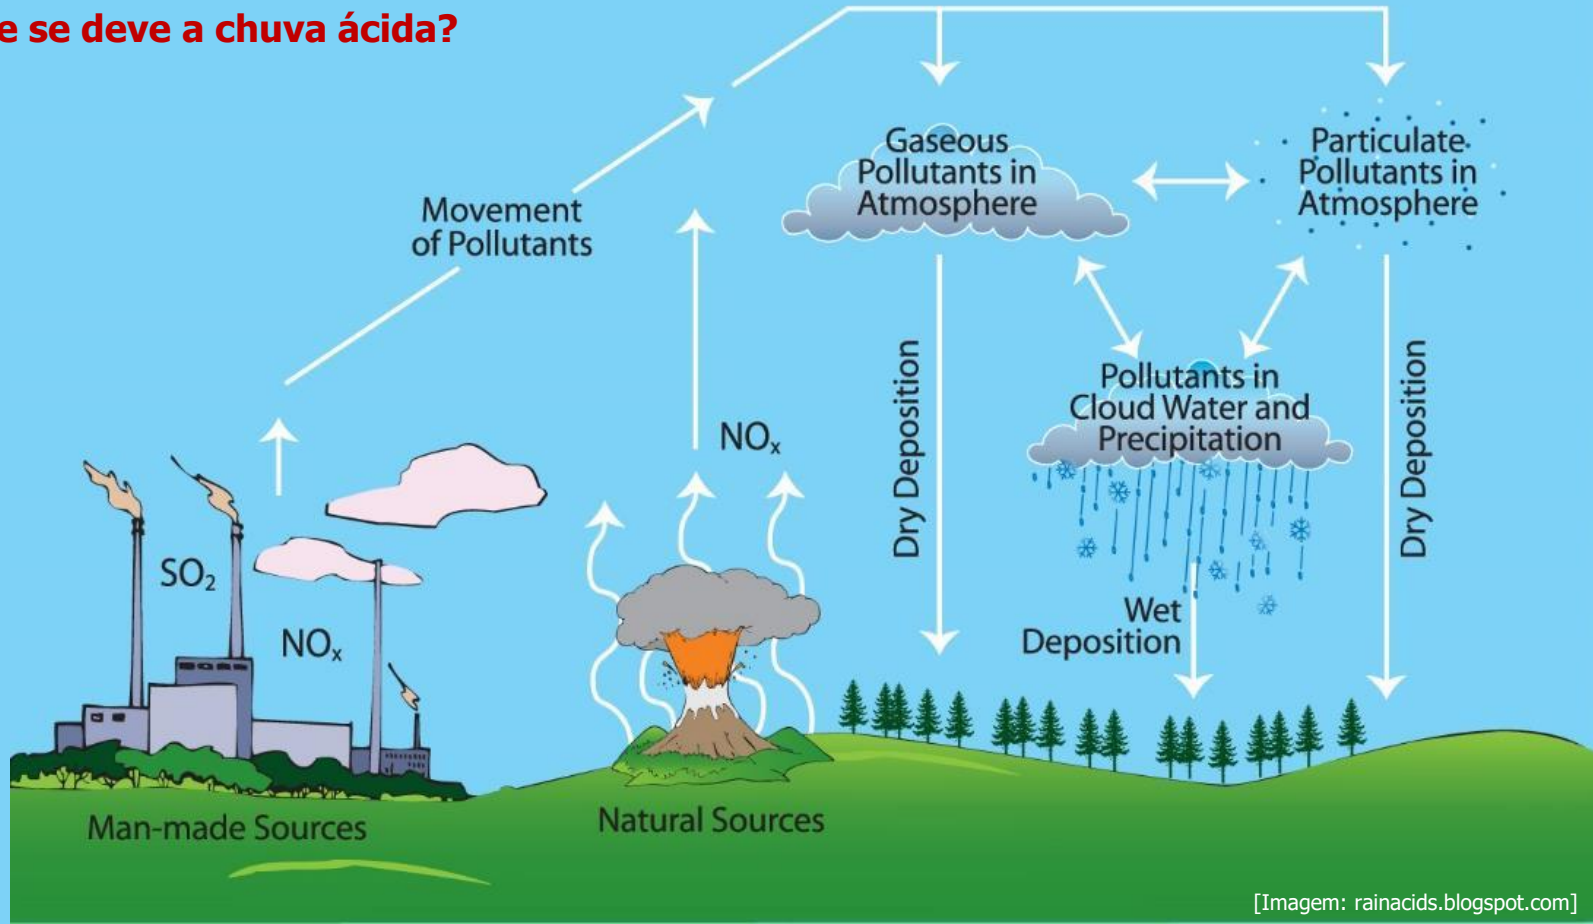 e se deve a chuva ácida?
Gaseous
Pollutants in
Atmosphere
Particulate
Pollutants in
Atmosphere
Movement
of Pollutants
Pollutants in
Cloud Water and
Precipitation
Dry Deposition
Dry Deposition
NOx
SO2
NOx
Wet
Deposition
Man-made Sources
Natural Sources
[Imagem: rainacids.blogspot.com]